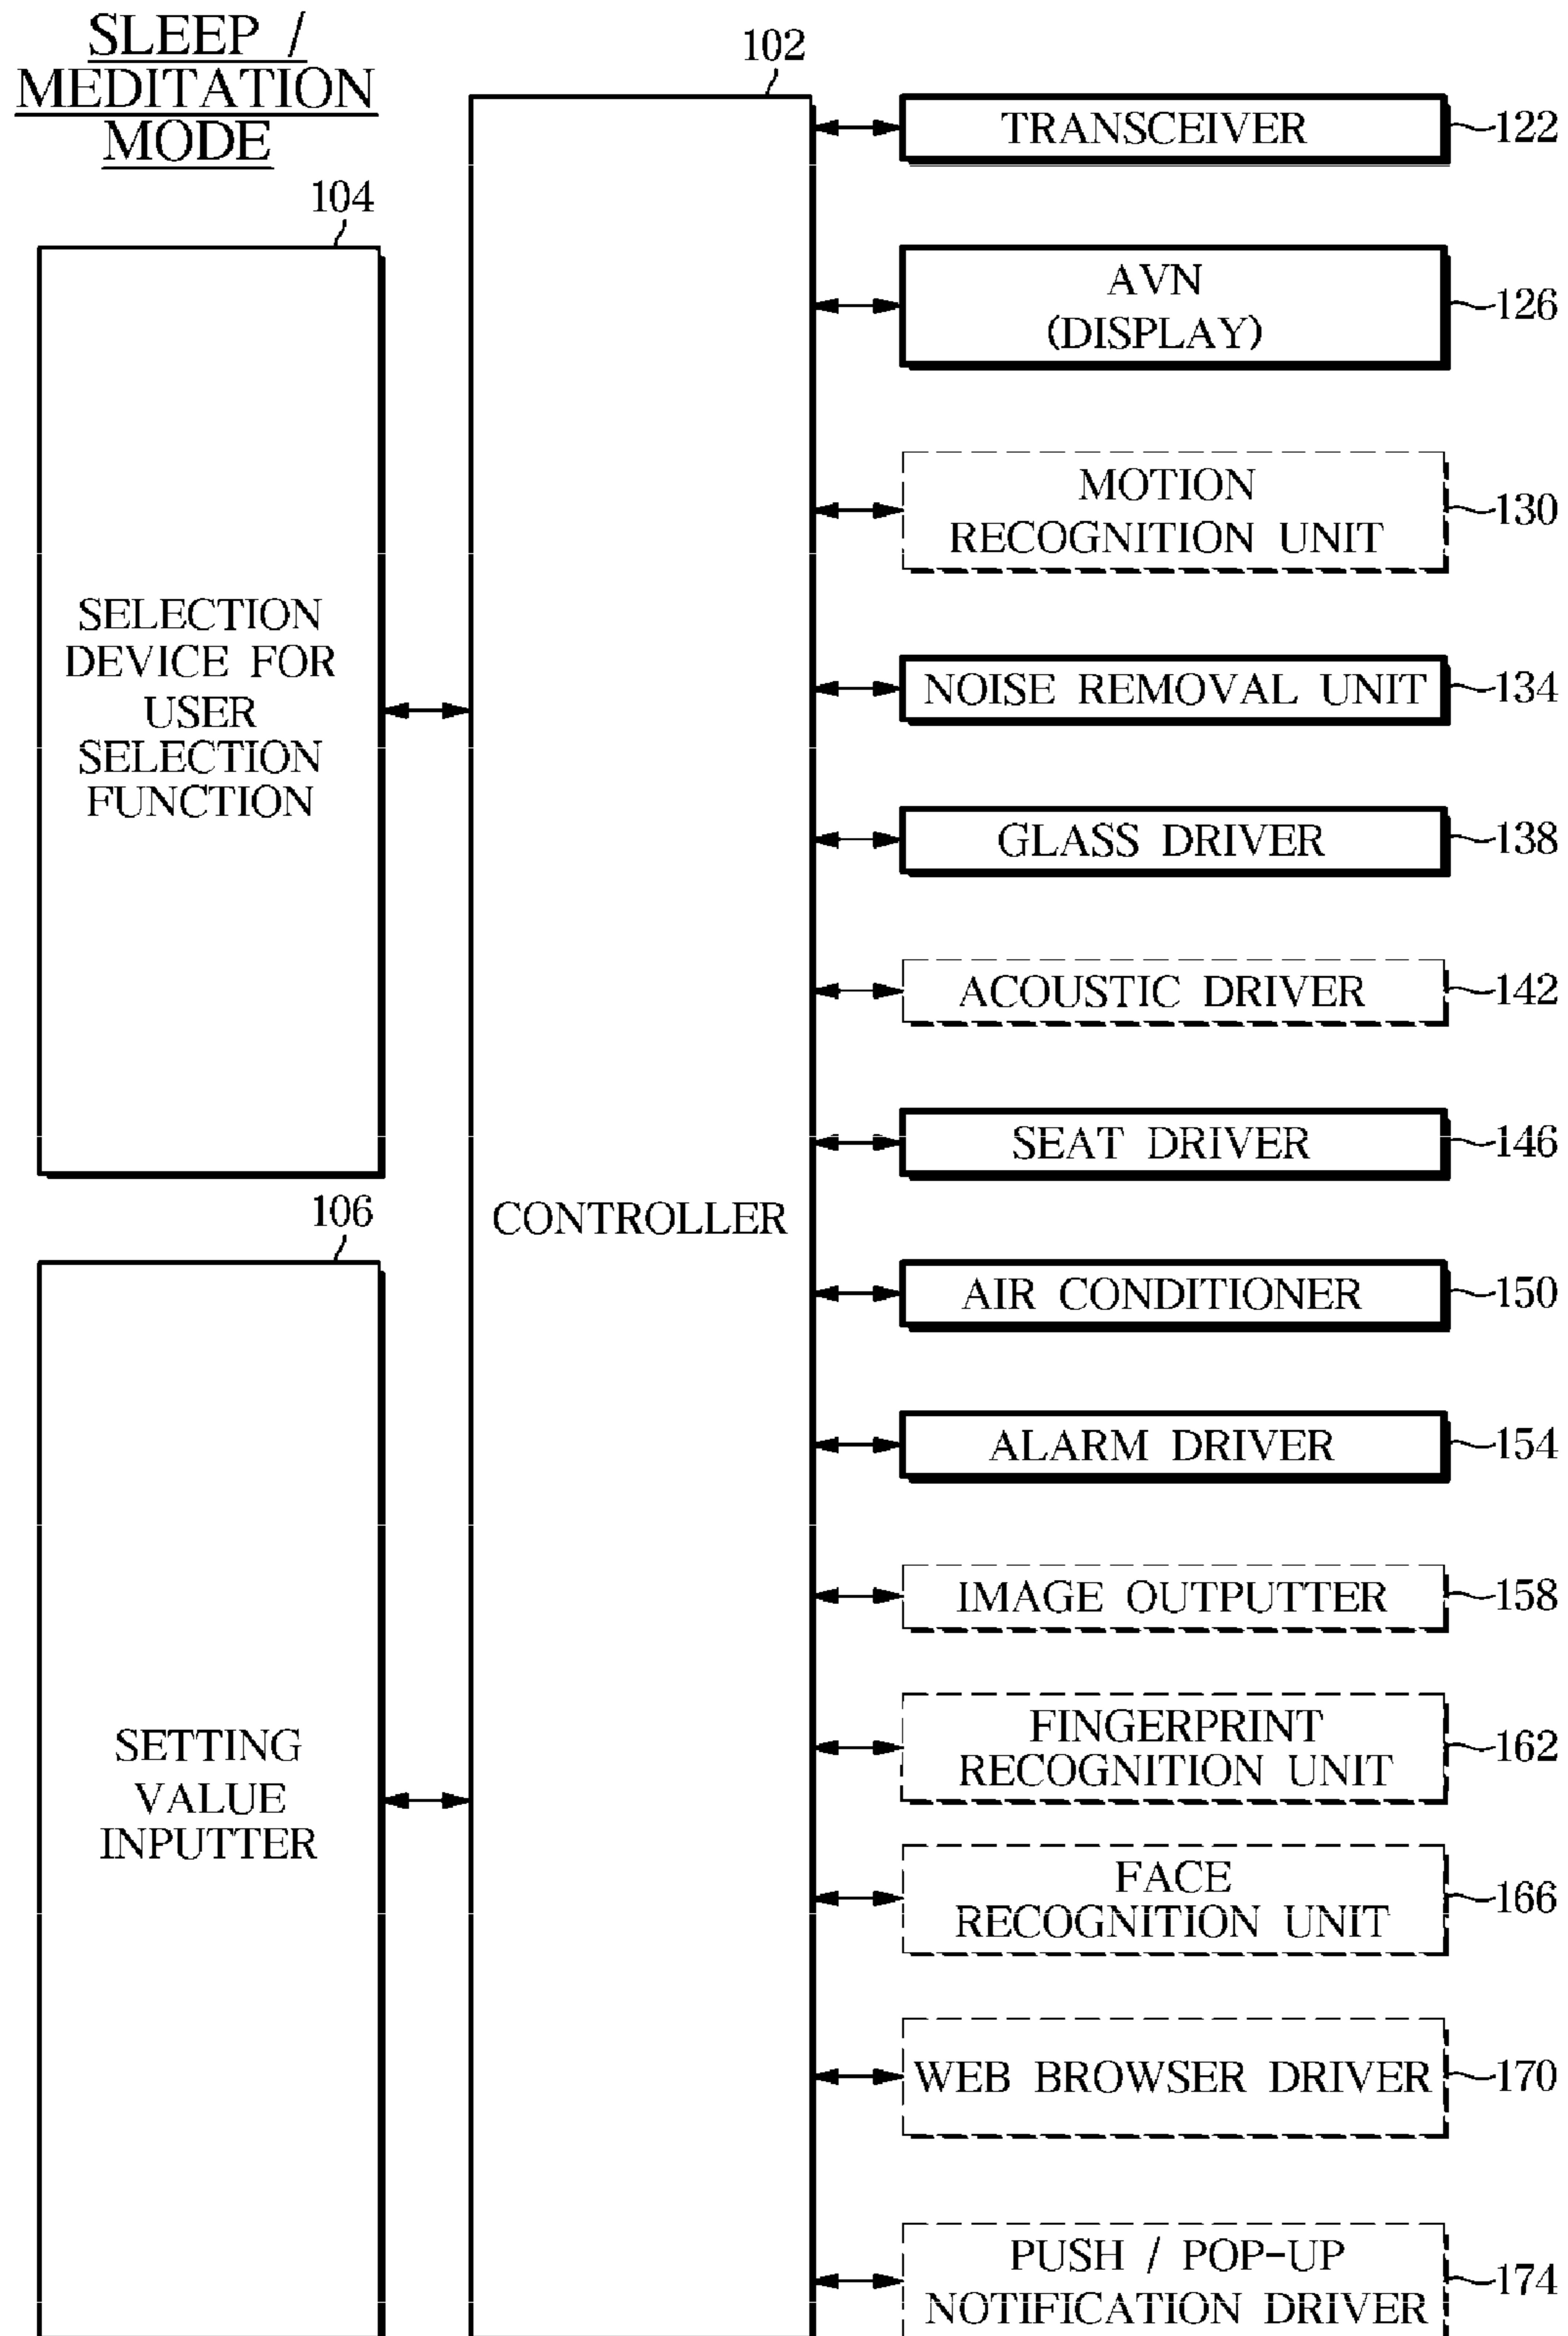 SLEEP /
MEDITATION
MODE
102
104
SELECTION
DEVICE FOR
USER
SELECTION
FUNCTION
106
SETTING
VALUE
INPUTTER
CONTROLLER
TRANSCEIVER
122
AVN
(DISPLAY)
126
MOTION
RECOGNITION UNIT
130
NOISE REMOVAL UNIT
134
GLASS DRIVER
138
ACOUSTIC DRIVER
142
SEAT DRIVER
146
AIR CONDITIONER
150
ALARM DRIVER
154
IMAGE OUTPUTTER
158
FINGERPRINT
RECOGNITION UNIT
162
FACE
RECOGNITION UNIT
166
WEB BROWSER DRIVER
170
PUSH / POP-UP
NOTIFICATION DRIVER
174